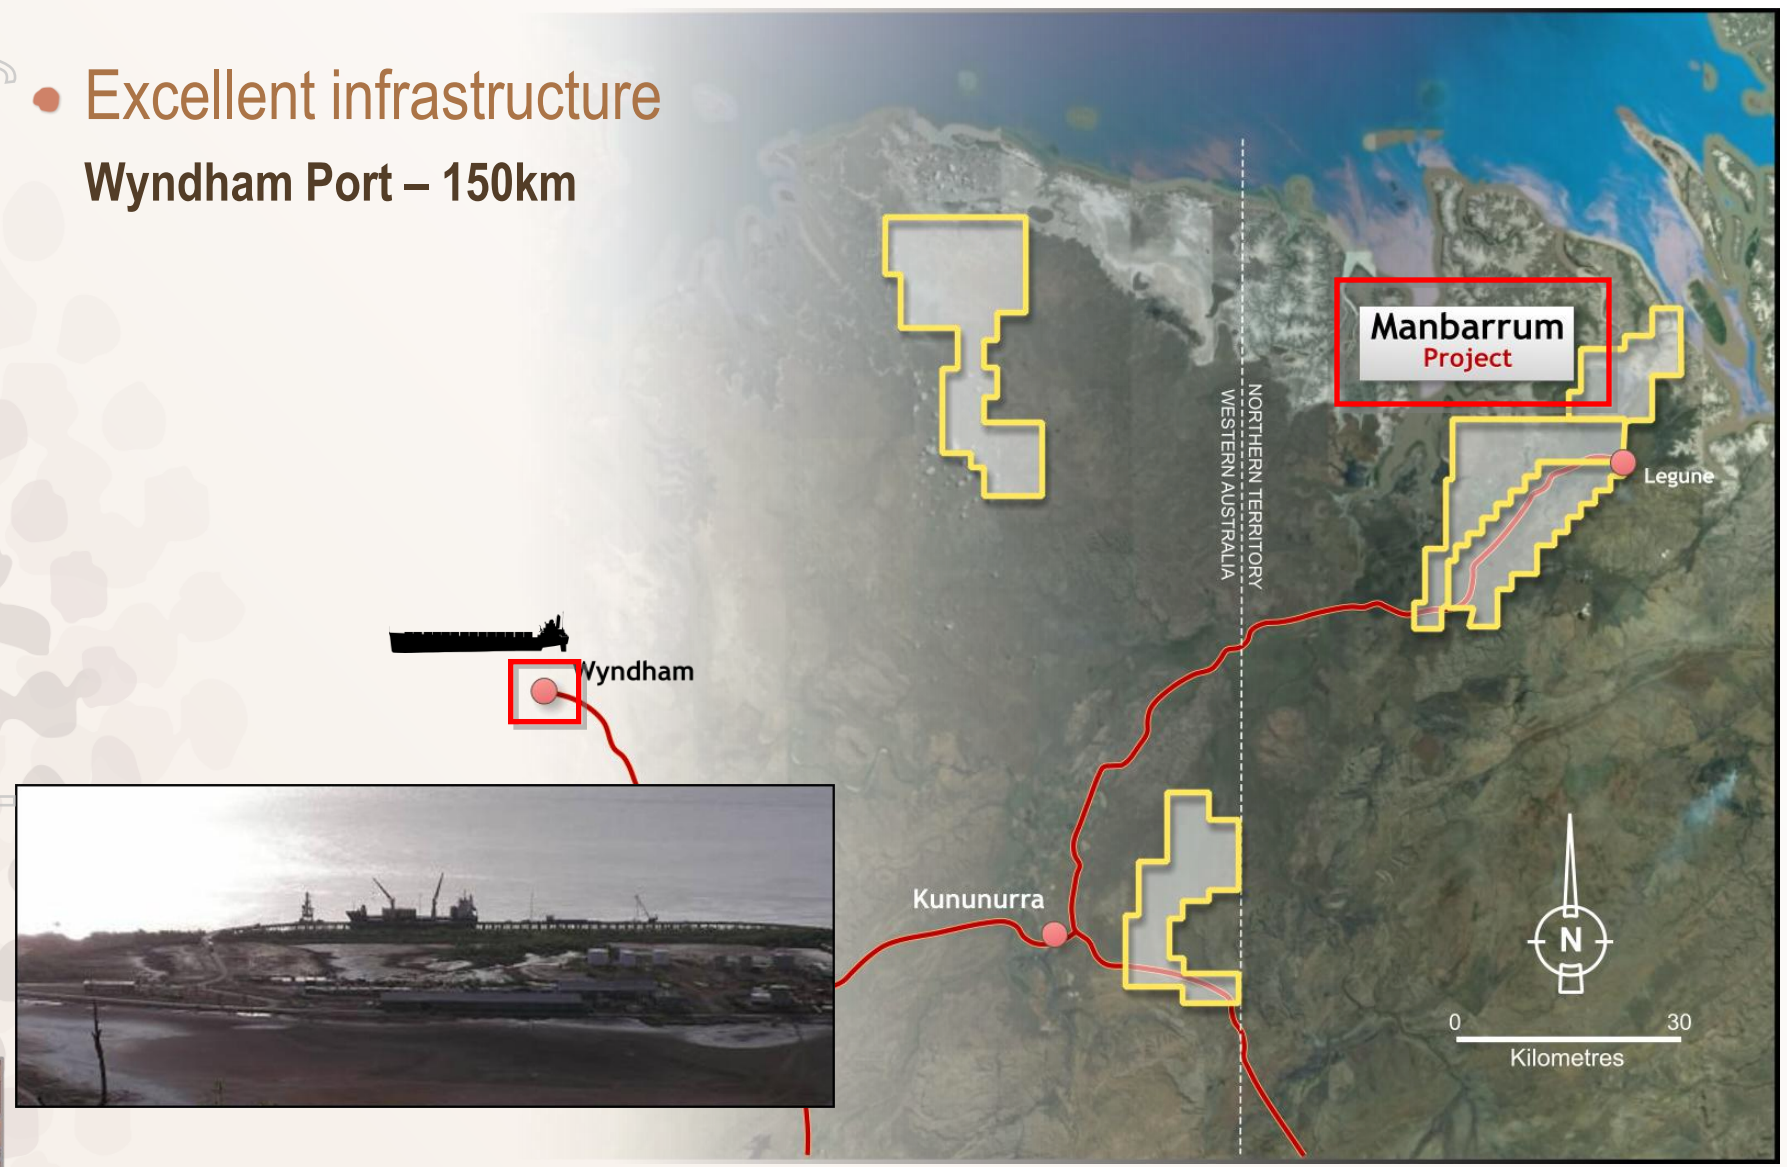 Excellent infrastructure
Wyndham Port – 150km
Manbarrum
Project
NORTHERN TERRITORY
WESTERN AUSTRALIA
Legune
Wyndham
Kununurra
N
0 30
Kilometres